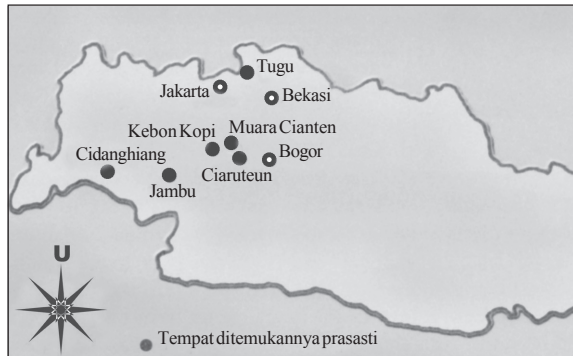 Tugu
Jakarta
Bekasi
Kebon Kopi
Muara Cianten
Cidanghiang
Bogor
Jambu
Ciaruteun
U
Tempat ditemukannya prasasti